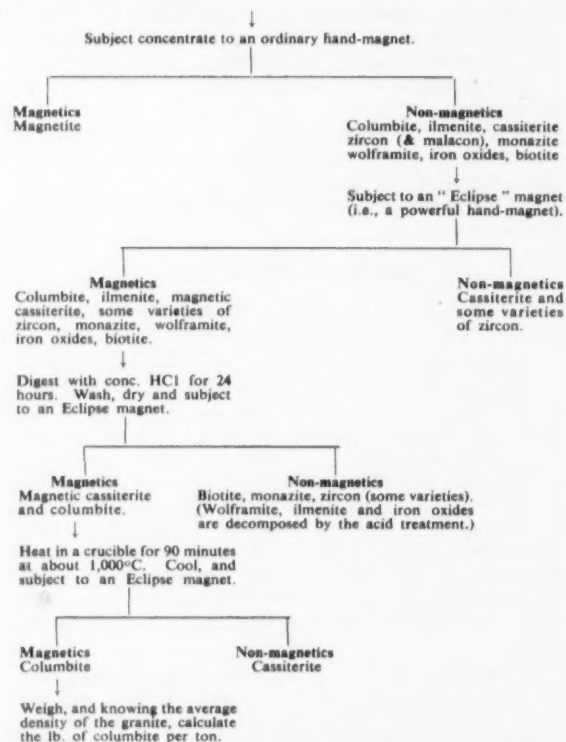 Subject concentrate to an ordinary hand-magnet.
Magnetics
Magnetite
Non-magnetics
Columbite, ilmenite, cassiterite
zircon (& malacon), monazite
wolframite, iron oxides, biotite
Subject to an " Eclipse " magnet
(i.e., a powerful hand-magnet).
Magnetics
Columbite, ilmenite, magnetic
cassiterite, some varieties of
zircon, monazite, wolframite,
iron oxides, biotite.
Non-magnetics
Cassiterite and
some varieties
of zircon.
Digest with conc. HCl for 24
hours. Wash, dry and subject
to an Eclipse magnet.
Magnetics
Magnetic cassiterite
and columbite.
Non-magnetics
Biotite, monazite, zircon (some varieties).
(Wolframite, ilmenite and iron oxides
are decomposed by the acid treatment.)
Heat in a crucible for 90 minutes
at about 1,000°C. Cool, and
subject to an Eclipse magnet.
Magnetics
Columbite
Non-magnetics
Cassiterite
Weigh, and knowing the average
density of the granite, calculate
the lb. of columbite per ton.